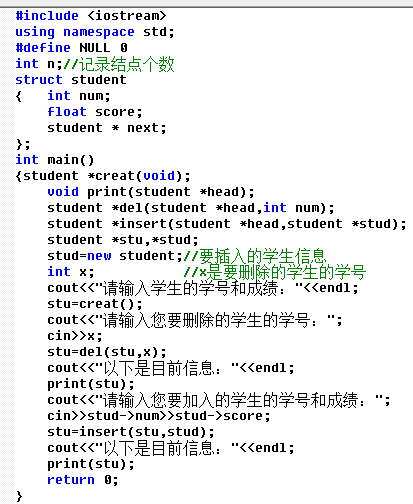 #include <iostream>
using namespace std;
#define NULL 0
int n;//记录结点个数
struct student
{   int num;
    float score;
    student * next;
};
int main()
{student *creat(void);
    void print(student *head);
    student *del(student *head,int num);
    student *insert(student *head,student *stud);
    student *stu,*stud;
    stud=new student;//要插入的学生信息
    int x;           //x是要删除的学生的学号
    cout<<"请输入学生的学号和成绩："<<endl;
    stu=creat();
    cout<<"请输入您要删除的学生的学号：";
    cin>>x;
    stu=del(stu,x);
    cout<<"以下是目前信息："<<endl;
    print(stu);
    cout<<"请输入您要加入的学生的学号和成绩：";
    cin>>stud->num>>stud->score;
    stu=insert(stu,stud);
    cout<<"以下是目前信息："<<endl;
    print(stu);
    return 0;
}